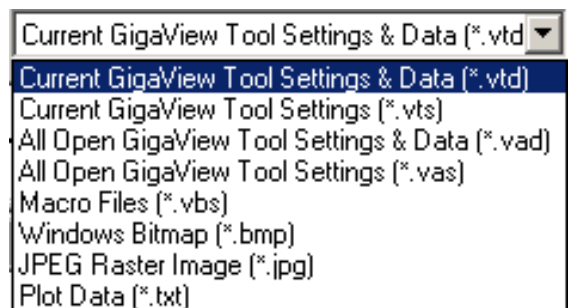 Current GigaView Tool Settings & Data (*.vtd
Current GigaView Tool Settings & Data (*.vtd)
Current GigaView Tool Settings (*.vts)
All Open GigaView Tool Settings & Data (*.vad)
All Open GigaView Tool Settings (*.vas)
Macro Files (*.vbs)
Windows Bitmap (*.bmp)
JPEG Raster Image (*.jpg)
Plot Data (*.txt)